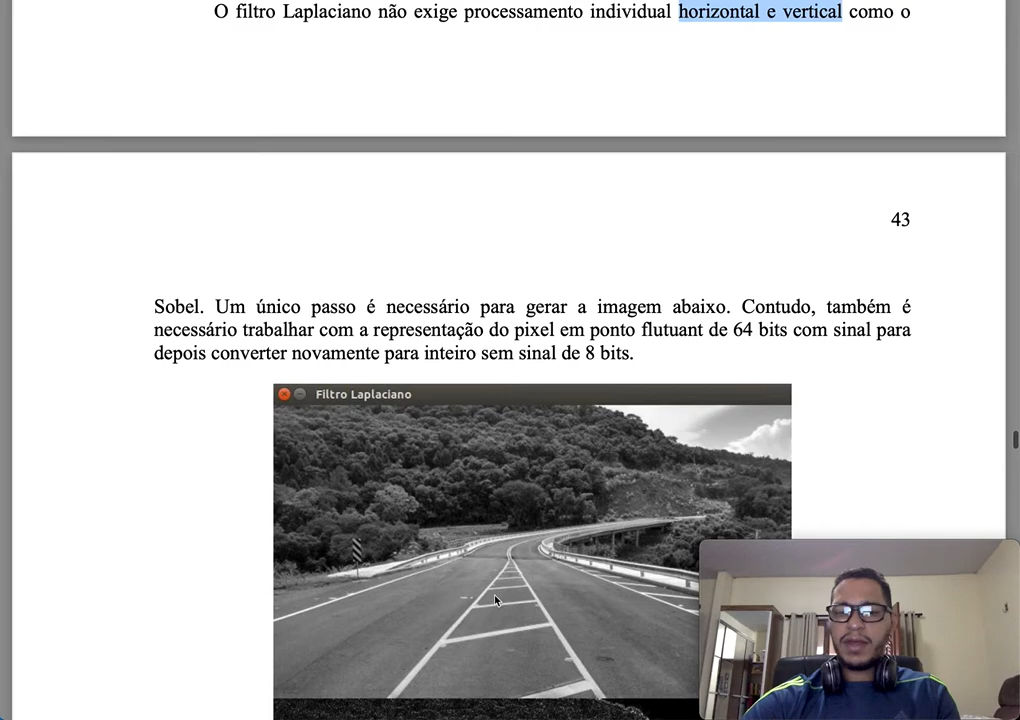 O filtro Laplaciano não exige processamento individual horizontal e vertical como o
43
Sobel. Um único passo é necessário para gerar a imagem abaixo. Contudo, também é
necessário trabalhar com a representação do pixel em ponto flutuant de 64 bits com sinal para
depois converter novamente para inteiro sem sinal de 8 bits.
Filtro Laplaciano